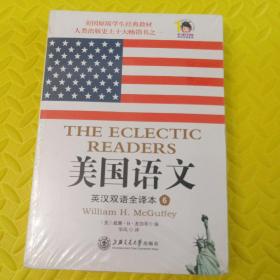 美国原版学生经典教材
人类出版史上十大畅销书之一
THE ECLECTIC
READERS
美国语文
英汉双语全译本 6
William H. McGuffey
上海交通大学出版社